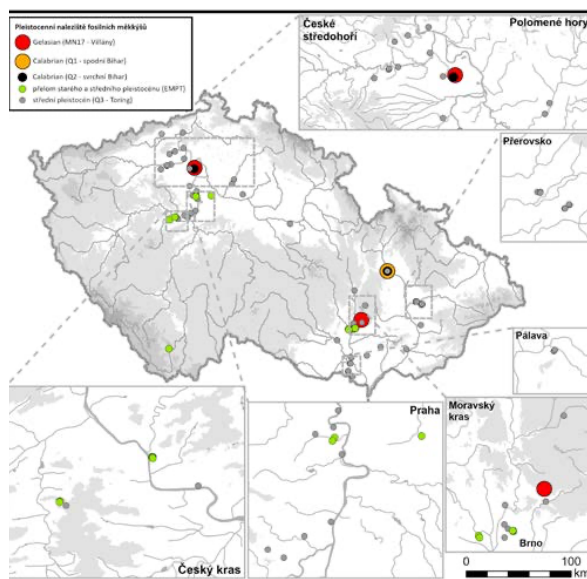 Pleistocenní naleziště fosilních měkkýšů
Gelasian (MN17 - Villány)
Calabrian (Q1 - spodní Bihar)
Calabrian (Q2 - svrchní Bihar)
přelom starého a středního pleistocénu (EMPT)
střední pleistocén (Q3 - Toring)
České
středohoří
Polomené hory
Přerovsko
Pálava
Moravský
kras
Brno
Praha
Český kras
0 100
km